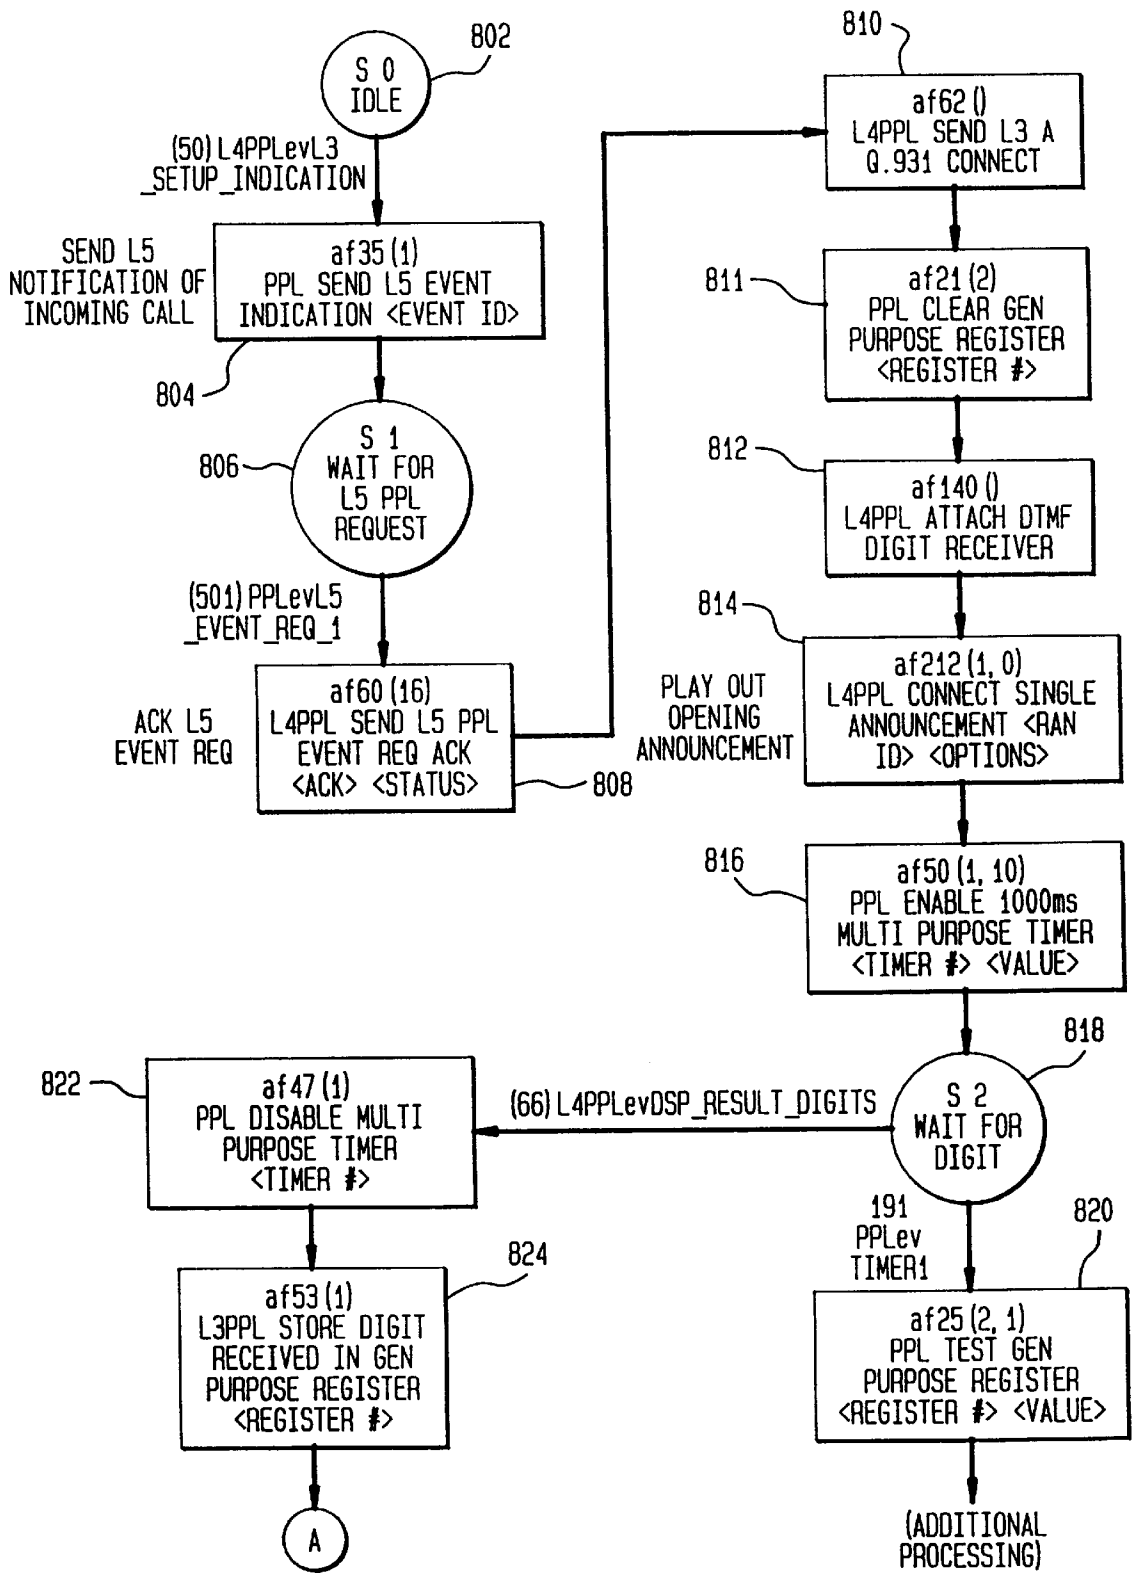 802
S 0
IDLE
(50) L4PPLevL3
_SETUP_INDICATION
SEND L5
NOTIFICATION OF
INCOMING CALL
af35(1)
PPL SEND L5 EVENT
INDICATION <EVENT ID>
804
806
S 1
WAIT FOR
L5 PPL
REQUEST
(501) PPLevL5
_EVENT_REQ_1
ACK L5
EVENT REQ
af60(16)
L4PPL SEND L5 PPL
EVENT REQ ACK
<ACK> <STATUS>
808
810
af62()
L4PPL SEND L3 A
Q.931 CONNECT
811
af21(2)
PPL CLEAR GEN
PURPOSE REGISTER
<REGISTER #>
812
af140()
L4PPL ATTACH DTMF
DIGIT RECEIVER
814
PLAY OUT
OPENING
ANNOUNCEMENT
af212(1,0)
L4PPL CONNECT SINGLE
ANNOUNCEMENT <RAN
ID> <OPTIONS>
816
af50(1,10)
PPL ENABLE 1000ms
MULTI PURPOSE TIMER
<TIMER #> <VALUE>
818
S 2
WAIT FOR
DIGIT
(66) L4PPLevDSP_RESULT_DIGITS
822
af47(1)
PPL DISABLE MULTI
PURPOSE TIMER
<TIMER #>
824
af53(1)
L3PPL STORE DIGIT
RECEIVED IN GEN
PURPOSE REGISTER
<REGISTER #>
A
191
PPLev
TIMER1
820
af25(2,1)
PPL TEST GEN
PURPOSE REGISTER
<REGISTER #> <VALUE>
(ADDITIONAL
PROCESSING)